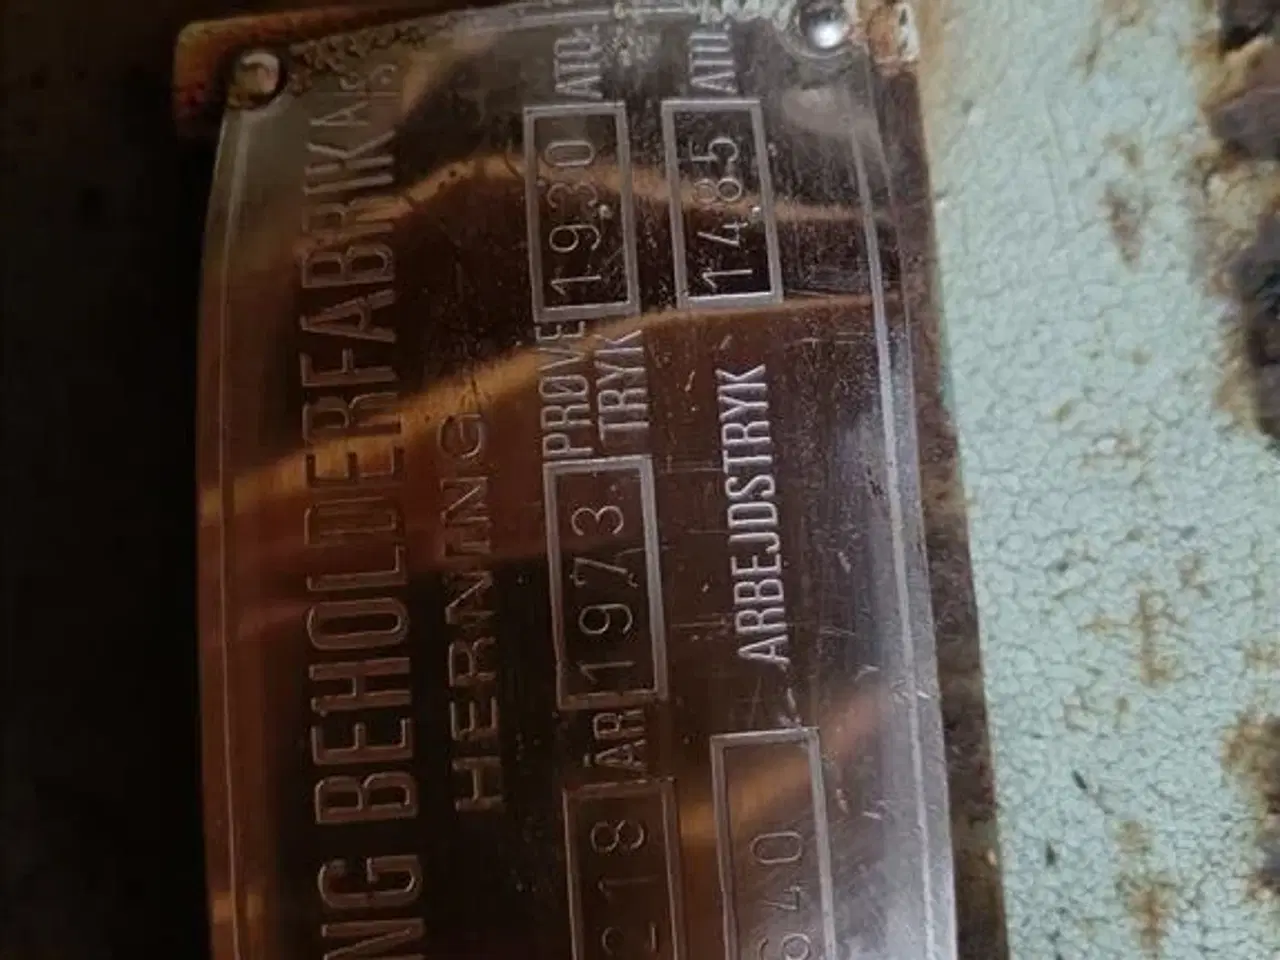 NG BEHOLDERFABRIK A/S
HERNING
218 ÅR 1973 PRØVE TRYK 19.30 ATO.
640 ARBEJDSTRYK 14.85 ATO.